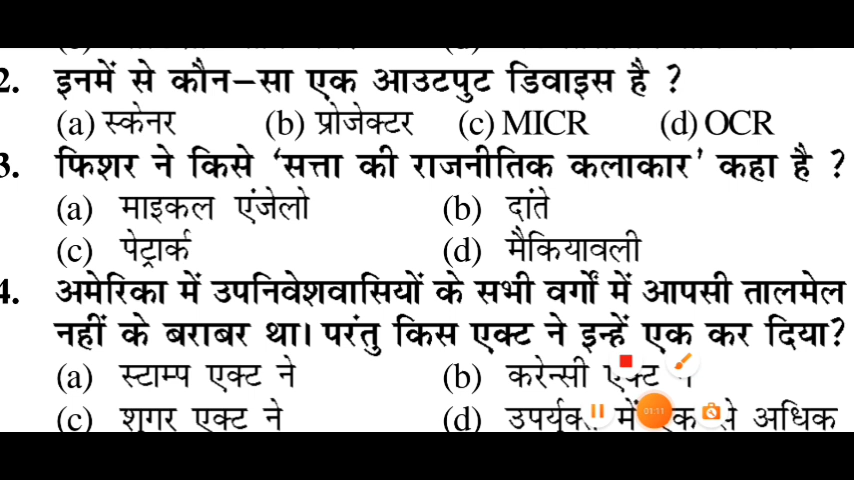 2. इनमें से कौन–सा एक आउटपुट डिवाइस है ?
(a) स्केनर (b) प्रोजेक्टर (c) MICR (d) OCR
3. फिशर ने किसे ‘सत्ता की राजनीतिक कलाकार’ कहा है ?
(a) माइकल एंजेलो (b) दांते
(c) पेट्रार्क (d) मैकियावली
4. अमेरिका में उपनिवेशवासियों के सभी वर्गों में आपसी तालमेल
नहीं के बराबर था। परंतु किस एक्ट ने इन्हें एक कर दिया?
(a) स्टाम्प एक्ट ने (b) करेन्सी
(c) शुगर एक्ट ने (d) में से अधिक
01:11